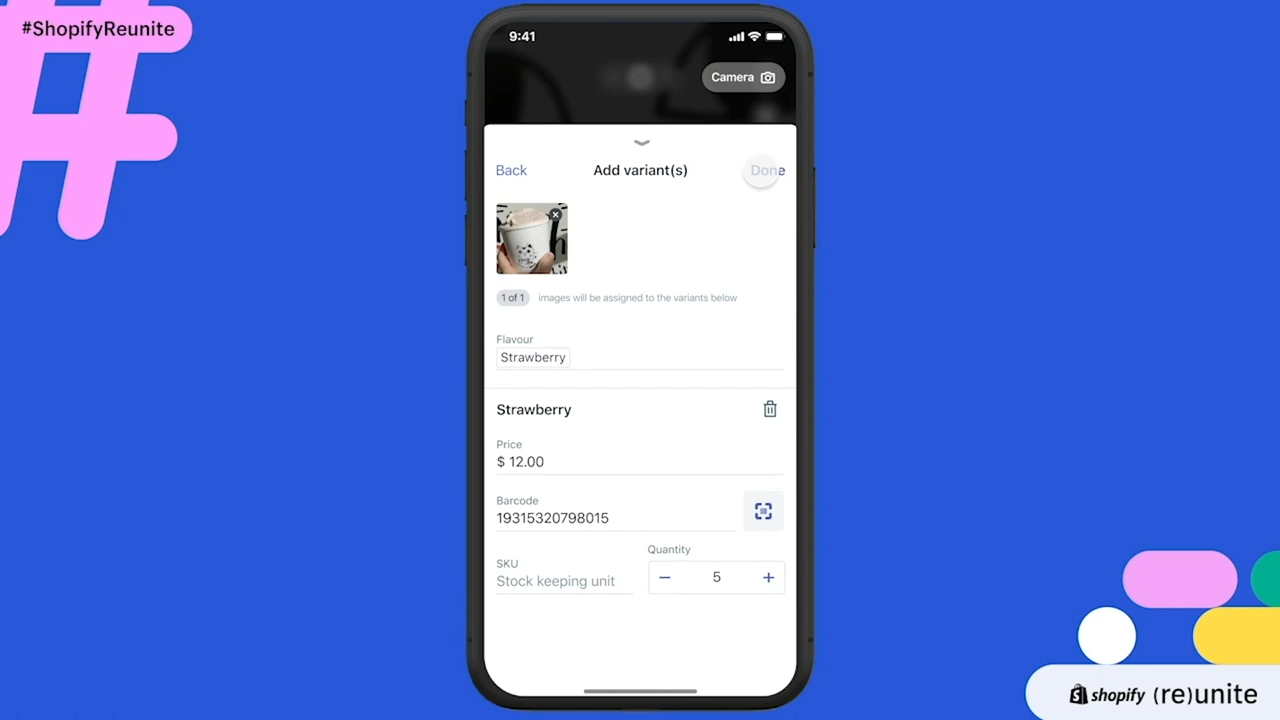 #ShopifyReunite
9:41
Camera
Back
Add variant(s)
Done
1 of 1
images will be assigned to the variants below
Flavour
Strawberry
Strawberry
Price
$ 12.00
Barcode
19315320798015
Quantity
SKU
Stock keeping unit
5
shopify (re)unite